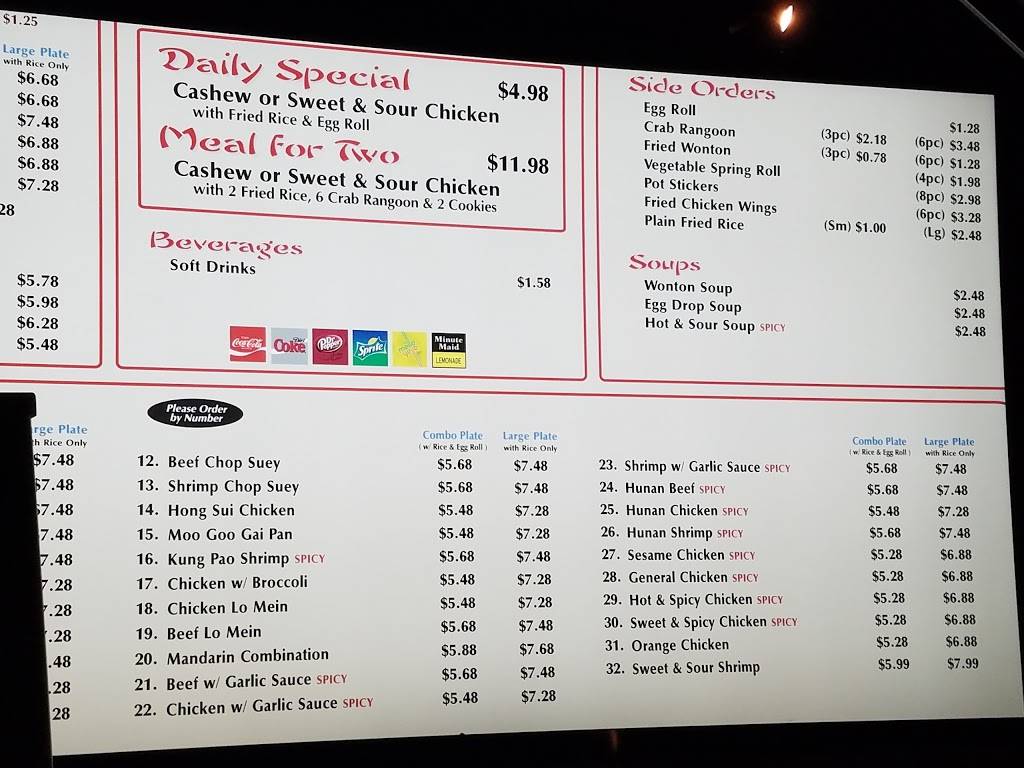 $1.25
Large Plate
with Rice Only
$6.68
$6.68
$7.48
$6.88
$6.88
$7.28
28
$5.78
$5.98
$6.28
$5.48
Daily Special $4.98
Cashew or Sweet & Sour Chicken
with Fried Rice & Egg Roll
Meal for Two $11.98
Cashew or Sweet & Sour Chicken
with 2 Fried Rice, 6 Crab Rangoon & 2 Cookies
Beverages
Soft Drinks $1.58
Coca-Cola Diet Coke Dr Pepper Sprite Minute Maid LEMONADE
Side Orders
Egg Roll $1.28
Crab Rangoon (3pc) $2.18 (6pc) $3.48
Fried Wonton (3pc) $0.78 (6pc) $1.28
Vegetable Spring Roll (4pc) $1.98
Pot Stickers (8pc) $2.98
Fried Chicken Wings (6pc) $3.28
Plain Fried Rice (Sm) $1.00 (Lg) $2.48
Soups
Wonton Soup $2.48
Egg Drop Soup $2.48
Hot & Sour Soup SPICY $2.48
Please Order
by Number
arge Plate
th Rice Only
$7.48
$7.48
$7.48
7.48
7.48
7.28
7.28
.28
.48
.28
28
Combo Plate Large Plate
( w/ Rice & Egg Roll ) with Rice Only
12. Beef Chop Suey $5.68 $7.48
13. Shrimp Chop Suey $5.68 $7.48
14. Hong Sui Chicken $5.48 $7.28
15. Moo Goo Gai Pan $5.48 $7.28
16. Kung Pao Shrimp SPICY $5.68 $7.48
17. Chicken w/ Broccoli $5.48 $7.28
18. Chicken Lo Mein $5.48 $7.28
19. Beef Lo Mein $5.68 $7.48
20. Mandarin Combination $5.88 $7.68
21. Beef w/ Garlic Sauce SPICY $5.68 $7.48
22. Chicken w/ Garlic Sauce SPICY $5.48 $7.28
Combo Plate Large Plate
( w/ Rice & Egg Roll ) with Rice Only
23. Shrimp w/ Garlic Sauce SPICY $5.68 $7.48
24. Hunan Beef SPICY $5.68 $7.48
25. Hunan Chicken SPICY $5.48 $7.28
26. Hunan Shrimp SPICY $5.68 $7.48
27. Sesame Chicken SPICY $5.28 $6.88
28. General Chicken SPICY $5.28 $6.88
29. Hot & Spicy Chicken SPICY $5.28 $6.88
30. Sweet & Spicy Chicken SPICY $5.28 $6.88
31. Orange Chicken $5.28 $6.88
32. Sweet & Sour Shrimp $5.99 $7.99